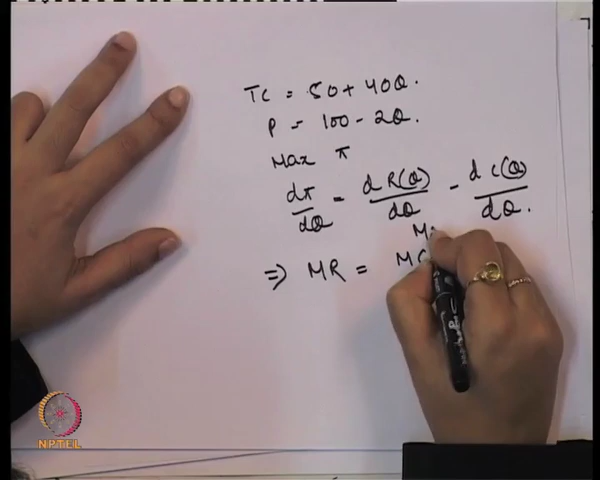 TC = 50 + 40Q.
P = 100 - 2Q.
Max π
dπ/dQ = dR(Q)/dQ - dC(Q)/dQ.
M
⇒ MR = MC
NPTEL